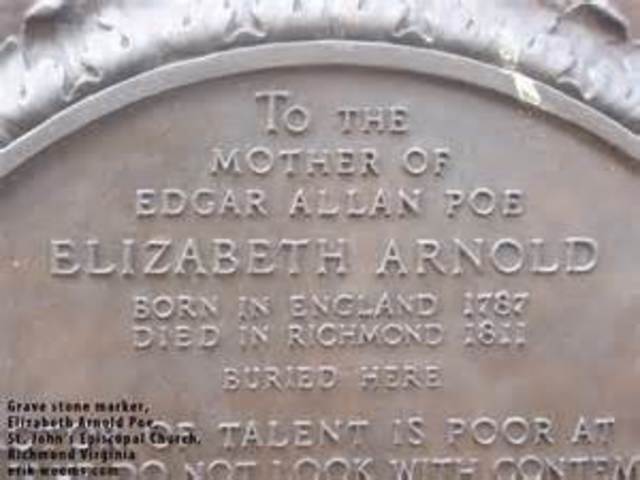 TO THE
MOTHER OF
EDGAR ALLAN POE
ELIZABETH ARNOLD
BORN IN ENGLAND 1787
DIED IN RICHMOND 1811
BURIED HERE
OF TALENT IS POOR AT
DO NOT LOOK WITH CONTEM
Grave stone marker,
Elizabeth Arnold Poe,
St. John's Episcopal Church,
Richmond Virginia
erik-weems.com